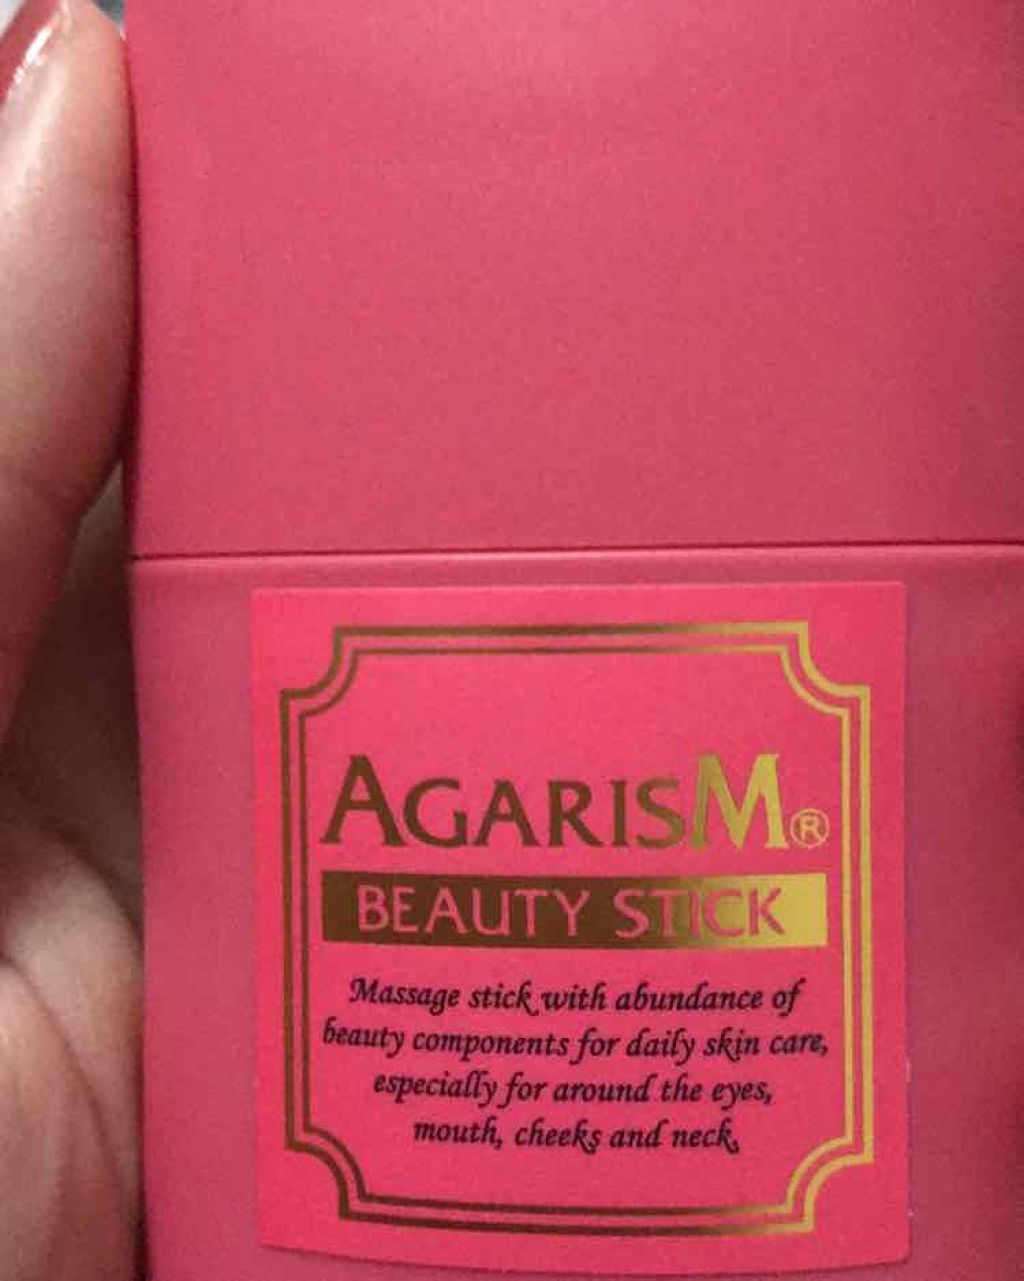 AGARISM®
BEAUTY STICK
Massage stick with abundance of
beauty components for daily skin care,
especially for around the eyes,
mouth, cheeks and neck.